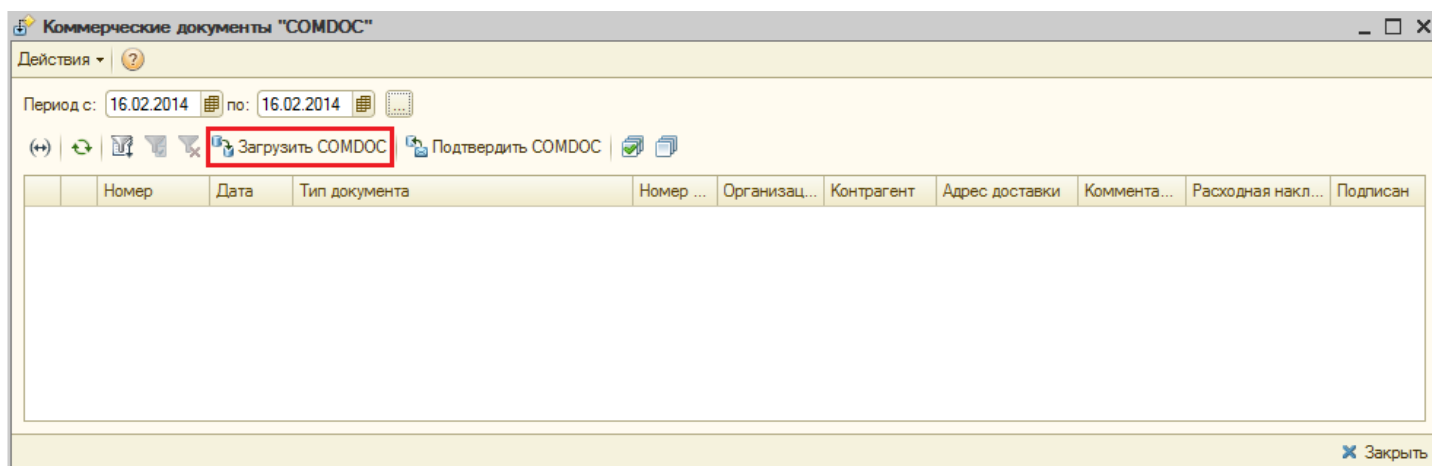 Коммерческие документы "COMDOC"
Действия
Период с: 16.02.2014 по: 16.02.2014 ...
Загрузить COMDOC Подтвердить COMDOC
Номер Дата Тип документа Номер ... Организац... Контрагент Адрес доставки Коммента... Расходная накл... Подписан
Закрыть